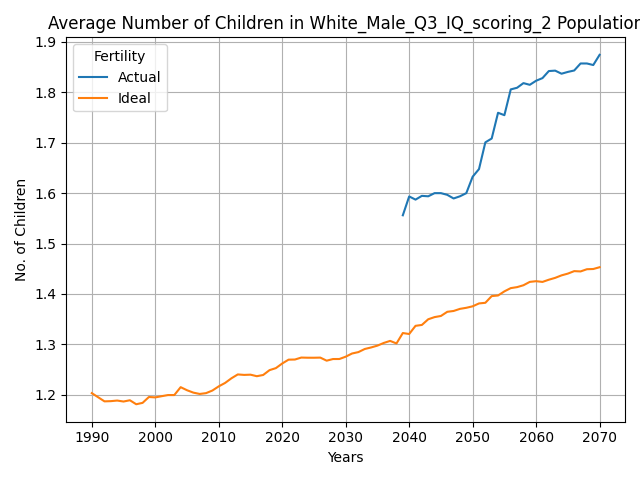 Average Number of Children in White_Male_Q3_IQ_scoring_2 Population
Fertility
Actual
Ideal
No. of Children
1.9
1.8
1.7
1.6
1.5
1.4
1.3
1.2
1990 2000 2010 2020 2030 2040 2050 2060 2070
Years